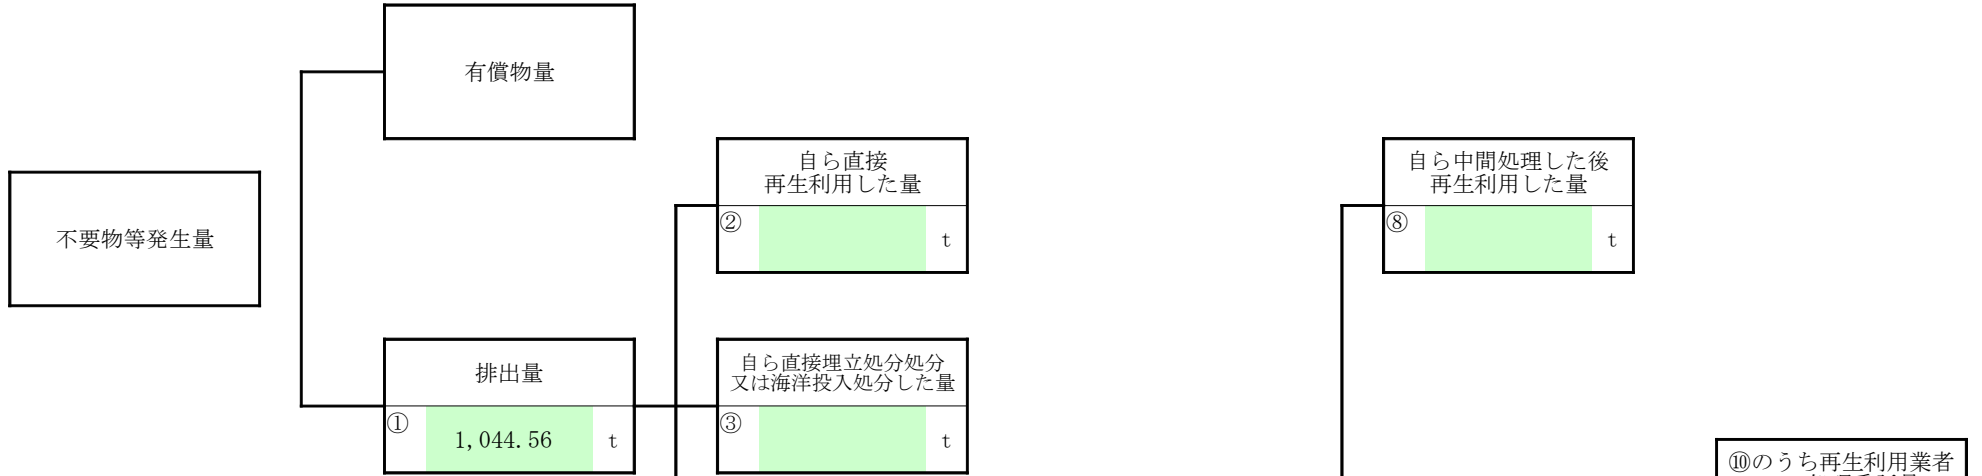 有償物量
自ら直接
再生利用した量
② t
自ら中間処理した後
再生利用した量
⑧ t
不要物等発生量
排出量
① 1,044.56 t
自ら直接埋立処分処分
又は海洋投入処分した量
③ t
⑩のうち再生利用業者